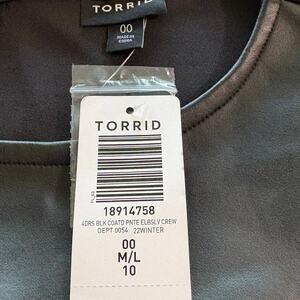 TORRID
00
MADE IN
CHINA
TORRID
18914758
4DRS BLK COATD PNTE ELBSLV CREW
DEPT 0054 22WINTER
00
M/L
10